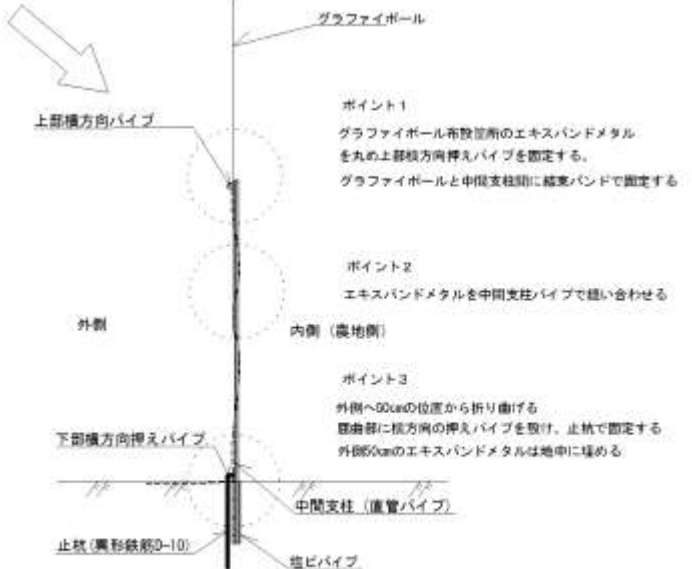 グラファイポール
上部横方向パイプ
ポイント1
グラファイポール布設箇所のエキスパンドメタル
を丸め上部横方向押えパイプを固定する。
グラファイポールと中間支柱間に結束バンドで固定する
ポイント2
エキスパンドメタルを中間支柱パイプで縫い合わせる
外側
内側（農地側）
ポイント3
外側へ50cmの位置から折り曲げる
屈曲部に横方向の押えパイプを設け、止杭で固定する
外側50cmのエキスパンドメタルは地中に埋める
下部横方向押えパイプ
中間支柱（直管パイプ）
止杭(異形鉄筋D-10)
塩ビパイプ